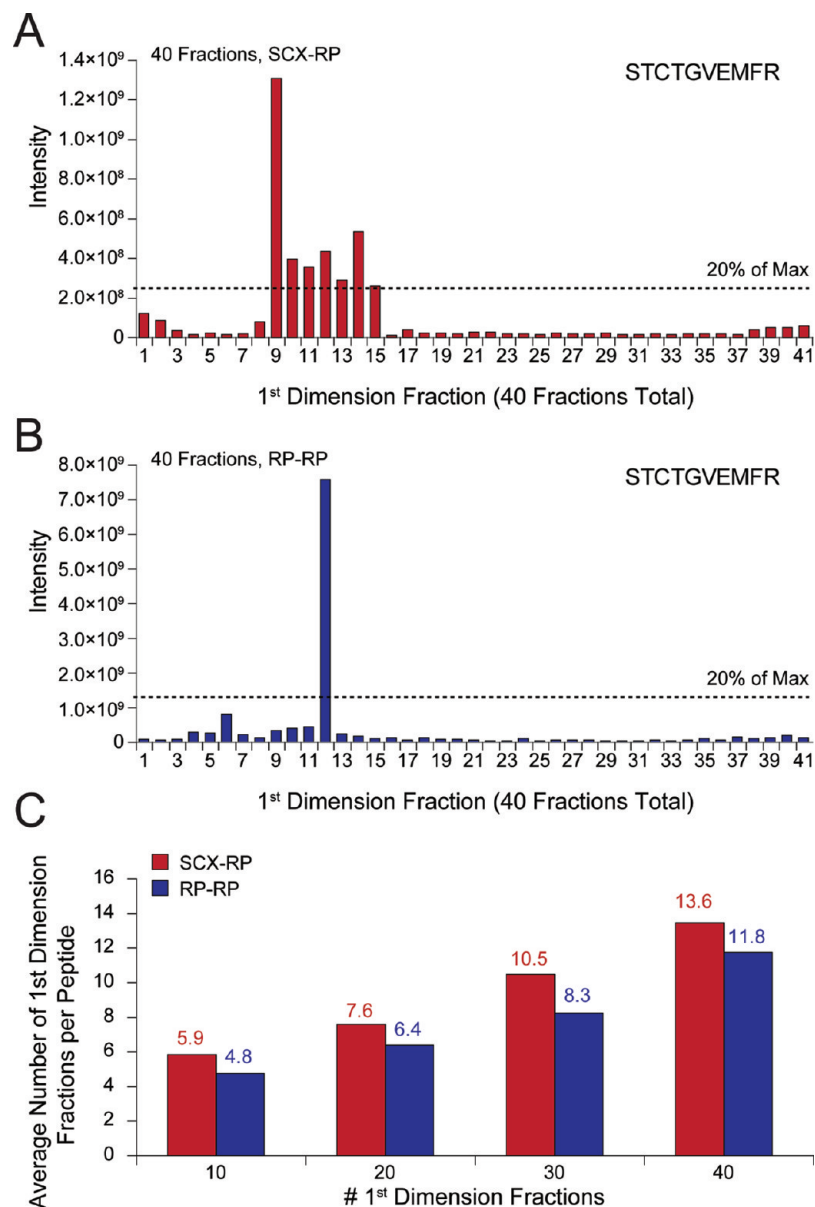 A
40 Fractions, SCX-RP
STCTGVEMFR
Intensity
1.4×10⁹
1.2×10⁹
1.0×10⁹
8.0×10⁸
6.0×10⁸
4.0×10⁸
2.0×10⁸
0
20% of Max
1 3 5 7 9 11 13 15 17 19 21 23 25 27 29 31 33 35 37 39 41
1ˢᵗ Dimension Fraction (40 Fractions Total)
B
40 Fractions, RP-RP
STCTGVEMFR
Intensity
8.0×10⁹
7.0×10⁹
6.0×10⁹
5.0×10⁹
4.0×10⁹
3.0×10⁹
2.0×10⁹
1.0×10⁹
0
20% of Max
1 3 5 7 9 11 13 15 17 19 21 23 25 27 29 31 33 35 37 39 41
1ˢᵗ Dimension Fraction (40 Fractions Total)
C
SCX-RP
RP-RP
Average Number of 1st Dimension
Fractions per Peptide
16
14
12
10
8
6
4
2
0
5.9
4.8
7.6
6.4
10.5
8.3
13.6
11.8
10 20 30 40
# 1ˢᵗ Dimension Fractions